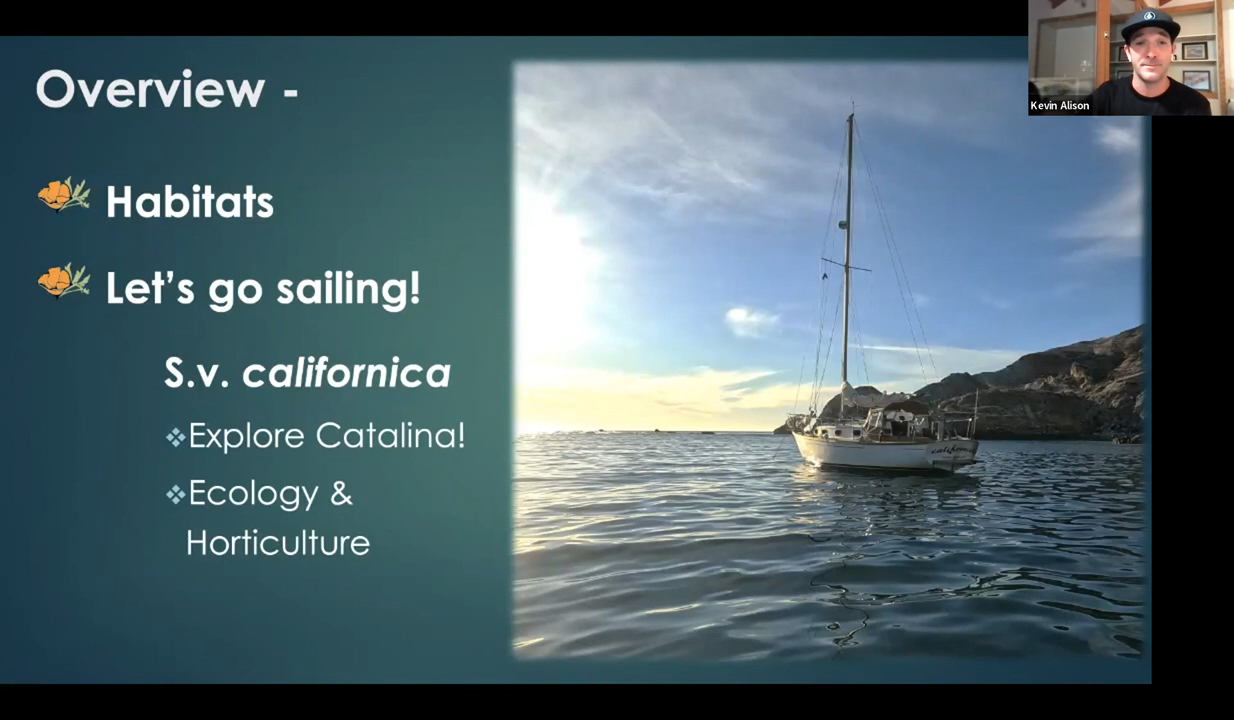 Overview -
Habitats
Let's go sailing!
S.v. californica
Explore Catalina!
Ecology &
Horticulture
Kevin Alison